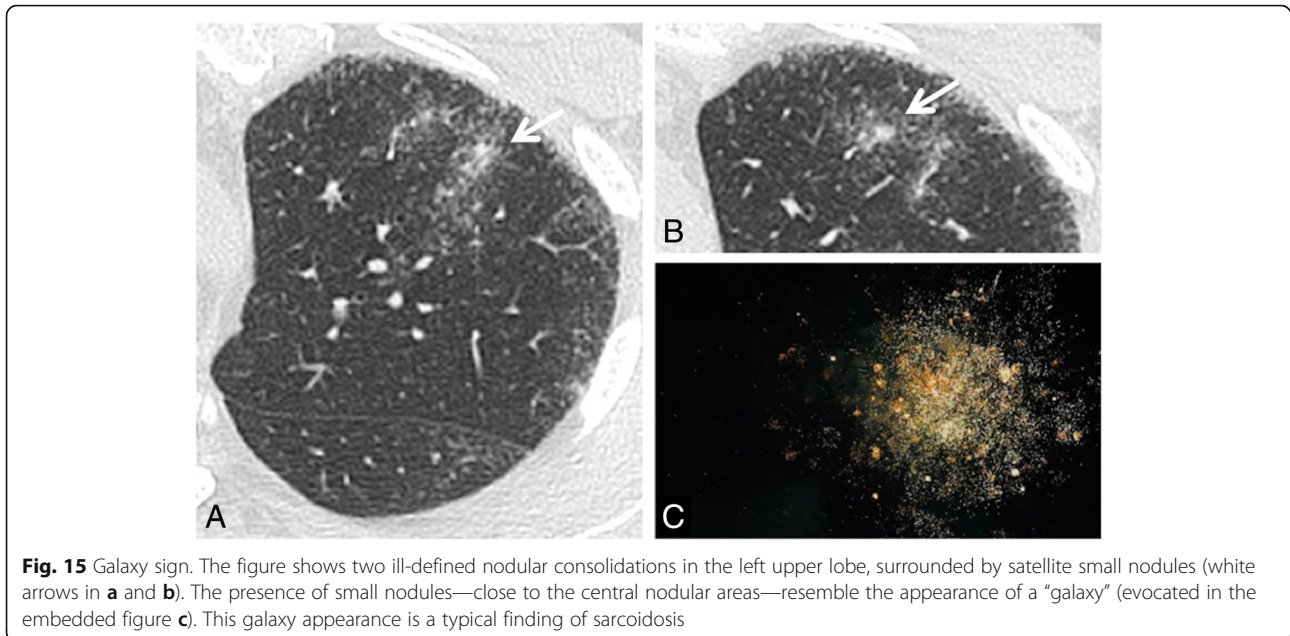 A
B
C
Fig. 15 Galaxy sign. The figure shows two ill-defined nodular consolidations in the left upper lobe, surrounded by satellite small nodules (white
arrows in a and b). The presence of small nodules—close to the central nodular areas—resemble the appearance of a “galaxy” (evocated in the
embedded figure c). This galaxy appearance is a typical finding of sarcoidosis